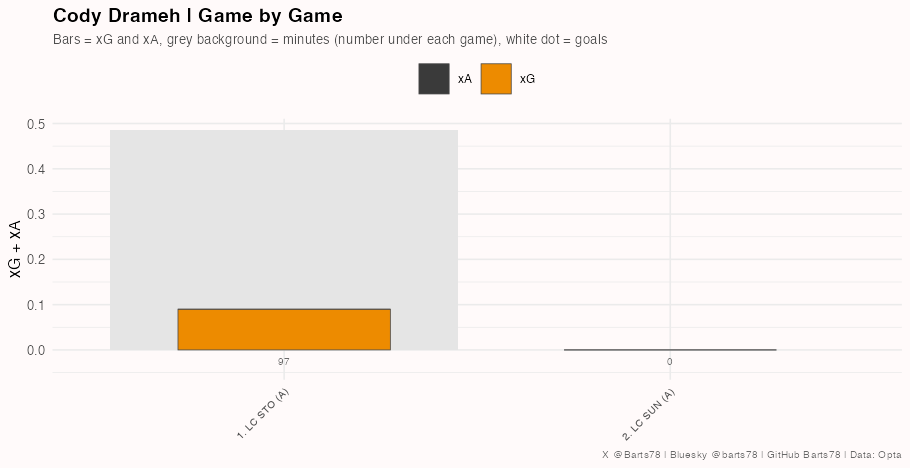 Cody Drameh | Game by Game
Bars = xG and xA, grey background = minutes (number under each game), white dot = goals
xA xG
xG + xA
0.5
0.4
0.3
0.2
0.1
0.0
97 0
1. LC STO (A) 2. LC SUN (A)
X @Barts78 | Bluesky @barts78 | GitHub Barts78 | Data: Opta